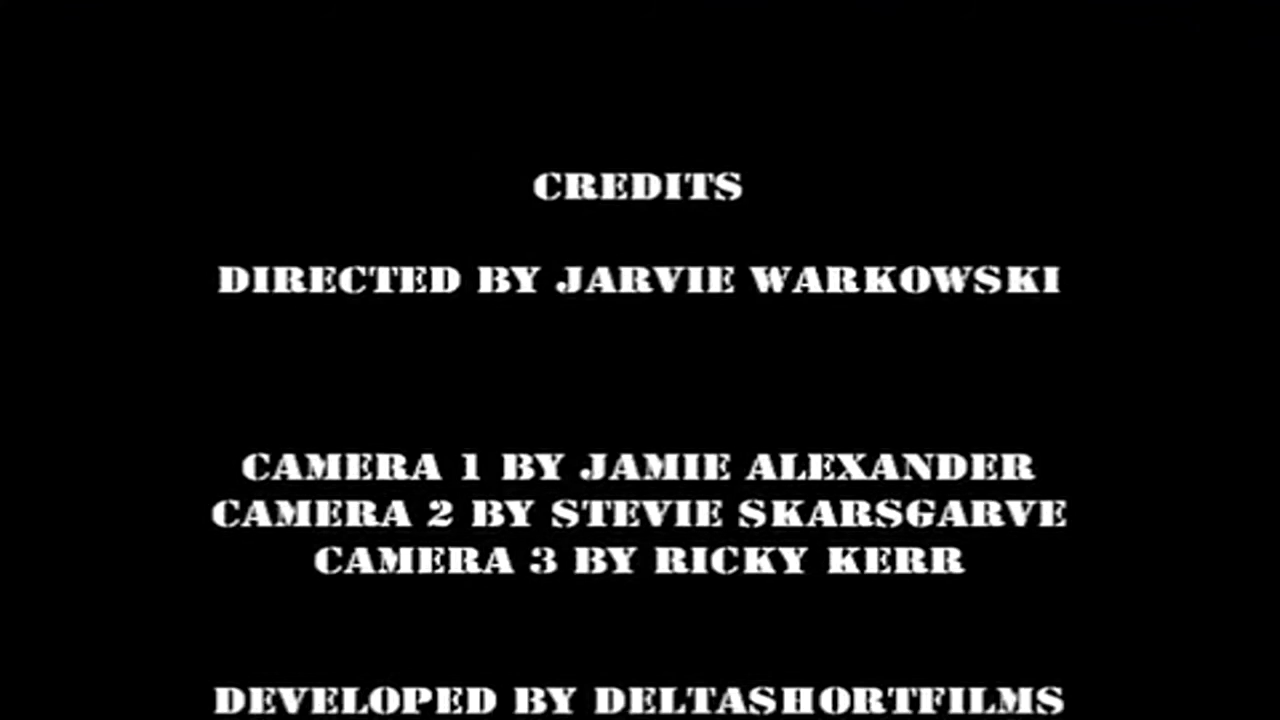 CREDITS
DIRECTED BY JARVIE WARKOWSKI
CAMERA 1 BY JAMIE ALEXANDER
CAMERA 2 BY STEVIE SKARSGARVE
CAMERA 3 BY RICKY KERR
DEVELOPED BY DELTASHORTFILMS